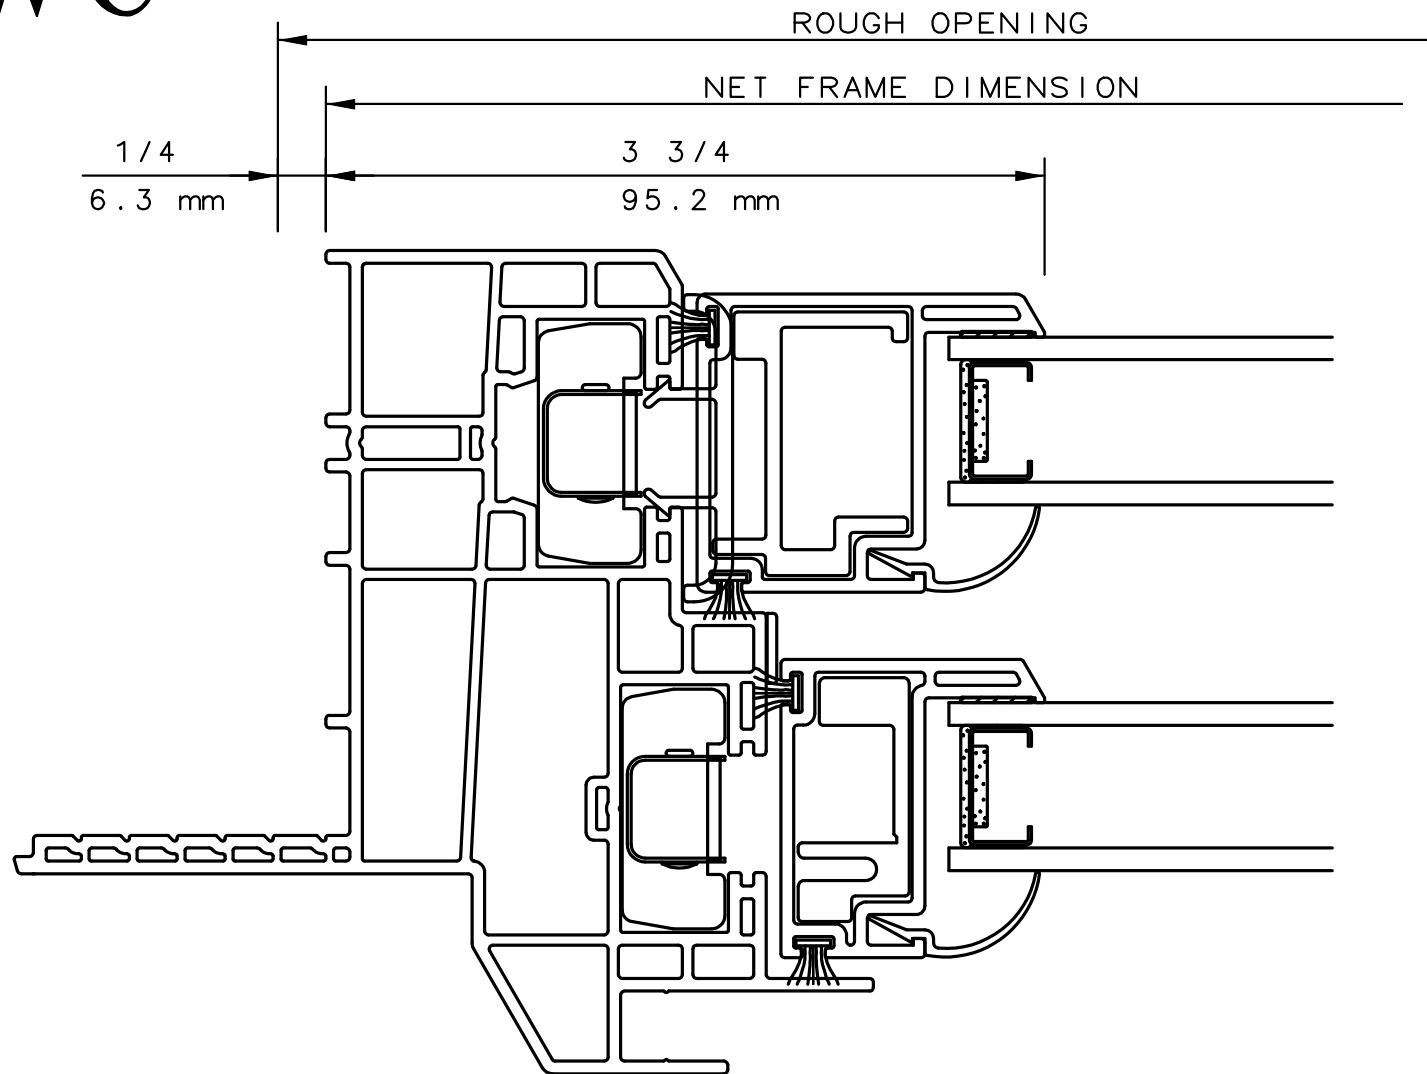 ROUGH OPENING
NET FRAME DIMENSION
1/4
3 3/4
6.3 mm
95.2 mm